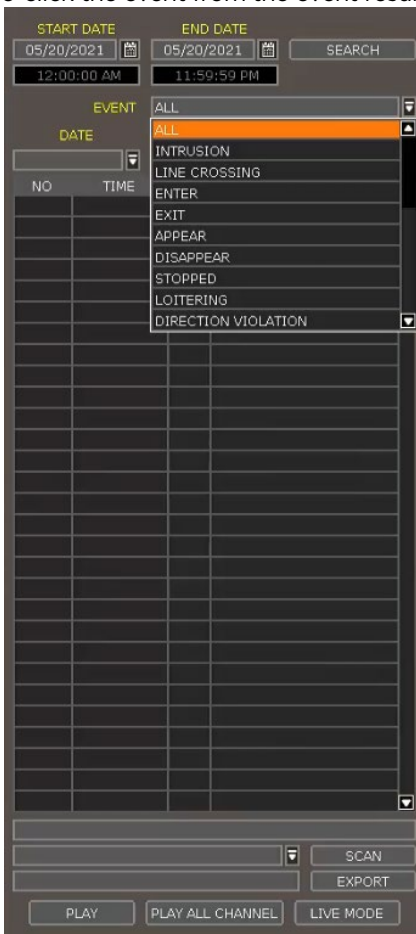 START DATE END DATE
05/20/2021 05/20/2021 SEARCH
12:00:00 AM 11:59:59 PM
EVENT ALL
DATE ALL
INTRUSION
NO TIME LINE CROSSING
ENTER
EXIT
APPEAR
DISAPPEAR
STOPPED
LOITERING
DIRECTION VIOLATION
SCAN
EXPORT
PLAY PLAY ALL CHANNEL LIVE MODE